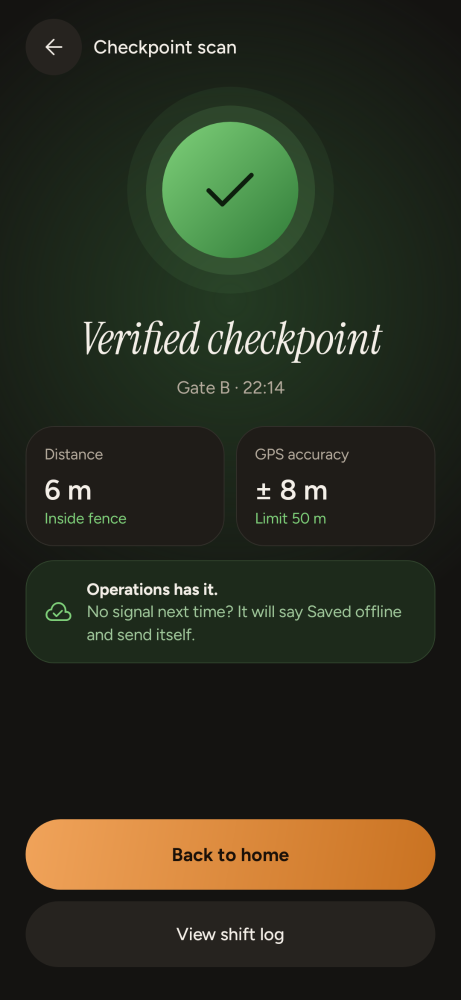 Checkpoint scan
Verified checkpoint
Gate B · 22:14
Distance
6 m
Inside fence
GPS accuracy
± 8 m
Limit 50 m
Operations has it.
No signal next time? It will say Saved offline
and send itself.
Back to home
View shift log